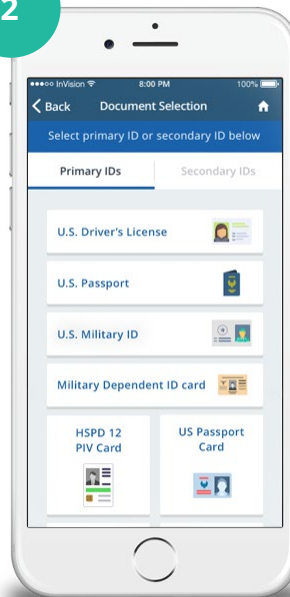 2
InVision 8:00 PM 100%
Back Document Selection
Select primary ID or secondary ID below
Primary IDs Secondary IDs
U.S. Driver's License
U.S. Passport
U.S. Military ID
Military Dependent ID card
HSPD 12
PIV Card
US Passport
Card